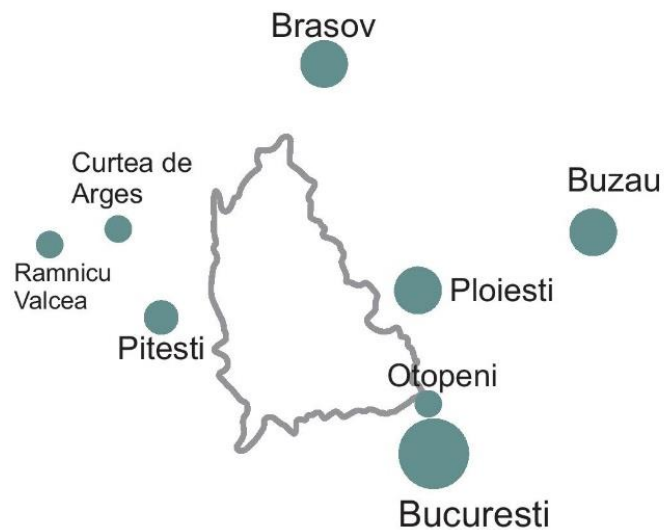 Brasov
Curtea de
Arges
Buzau
Ramnicu
Valcea
Ploiesti
Pitesti
Otopeni
Bucuresti